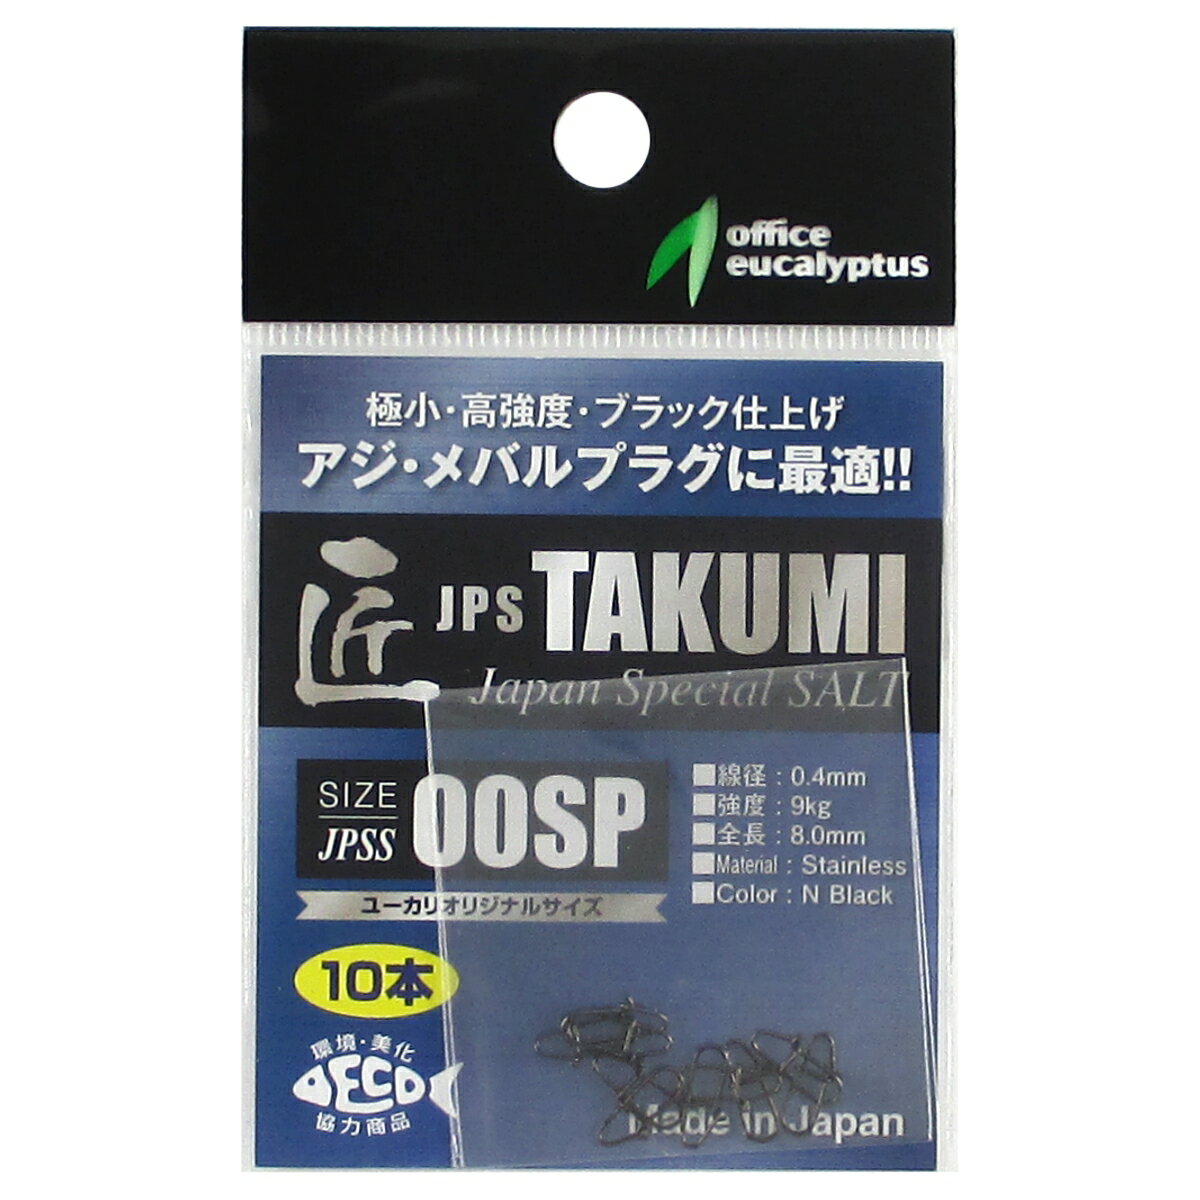 office
eucalyptus
極小・高強度・ブラック仕上げ
アジ・メバルプラグに最適!!
匠 JPS TAKUMI
Japan Special SALT
SIZE
JPSS
00SP
ユーカリオリジナルサイズ
■線径：0.4mm
■強度：9kg
■全長：8.0mm
■Material：Stainless
■Color：N Black
10本
環境・美化
ECO
協力商品
Made in Japan